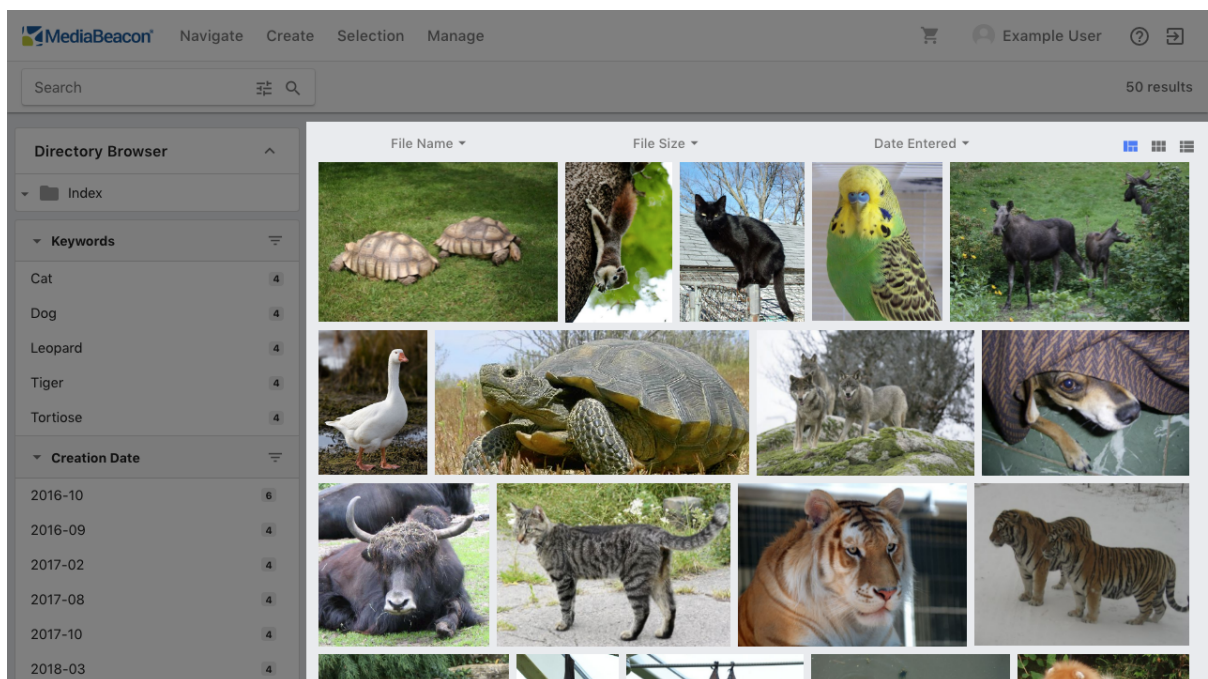 MediaBeacon® Navigate Create Selection Manage Example User
Search 50 results
File Name File Size Date Entered
Directory Browser
Index
Keywords
Cat 4
Dog 4
Leopard 4
Tiger 4
Tortiose 4
Creation Date
2016-10 6
2016-09 4
2017-02 4
2017-08 4
2017-10 4
2018-03 4